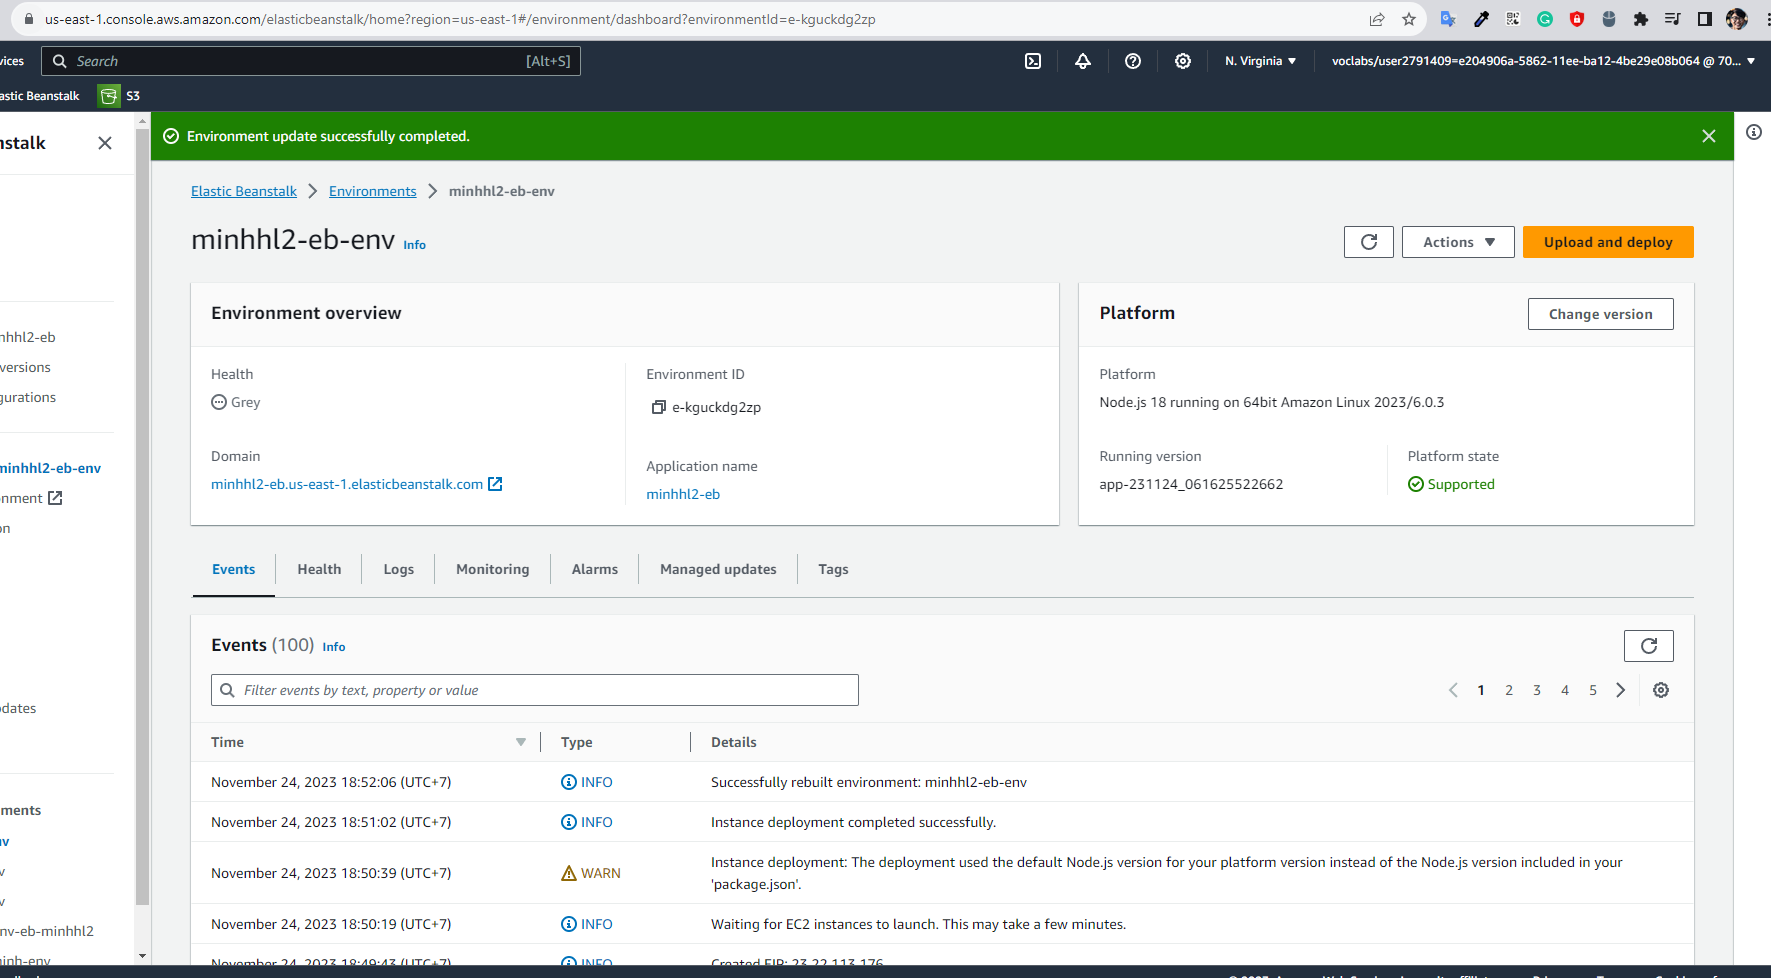 us-east-1.console.aws.amazon.com/elasticbeanstalk/home?region=us-east-1#/environment/dashboard?environmentId=e-kguckdg2zp
vices
Search
[Alt+S]
N. Virginia
voclabs/user2791409=e204906a-5862-11ee-ba12-4be29e08b064 @ 70...
astic Beanstalk
S3
nstalk
Environment update successfully completed.
Elastic Beanstalk
Environments
minhhl2-eb-env
minhhl2-eb-env
Info
Actions
Upload and deploy
nhhl2-eb
versions
gurations
minhhl2-eb-env
onment
on
pdates
ments
nv
v
v
nv-eb-minhhl2
inh-env
Environment overview
Health
Grey
Environment ID
e-kguckdg2zp
Domain
minhhl2-eb.us-east-1.elasticbeanstalk.com
Application name
minhhl2-eb
Platform
Change version
Platform
Node.js 18 running on 64bit Amazon Linux 2023/6.0.3
Running version
app-231124_061625522662
Platform state
Supported
Events
Health
Logs
Monitoring
Alarms
Managed updates
Tags
Events (100) Info
Filter events by text, property or value
1 2 3 4 5
Time
Type
Details
November 24, 2023 18:52:06 (UTC+7)
INFO
Successfully rebuilt environment: minhhl2-eb-env
November 24, 2023 18:51:02 (UTC+7)
INFO
Instance deployment completed successfully.
November 24, 2023 18:50:39 (UTC+7)
WARN
Instance deployment: The deployment used the default Node.js version for your platform version instead of the Node.js version included in your
'package.json'.
November 24, 2023 18:50:19 (UTC+7)
INFO
Waiting for EC2 instances to launch. This may take a few minutes.
November 24, 2023 18:49:43 (UTC+7)
INFO
Created EIP: 23.22.113.176